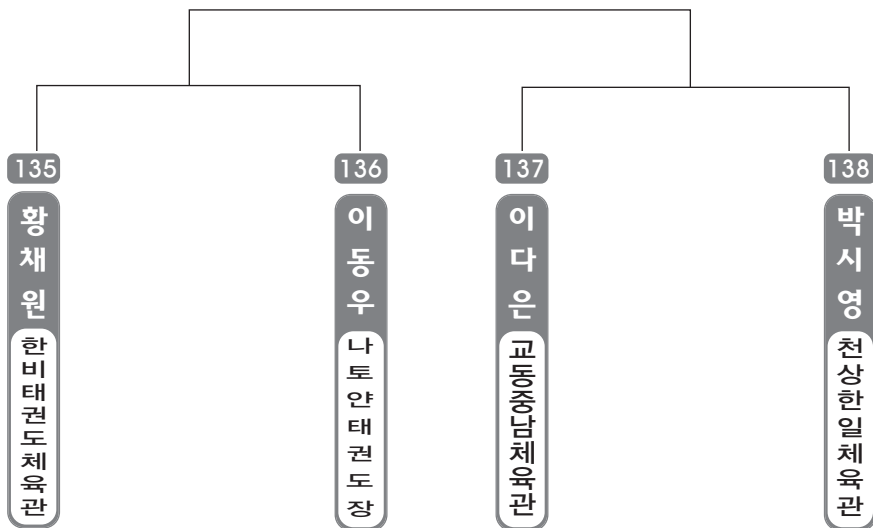 135
황채원
한비태권도체육관
136
이동우
나토얀태권도장
137
이다은
교동중남체육관
138
박시영
천상한일체육관